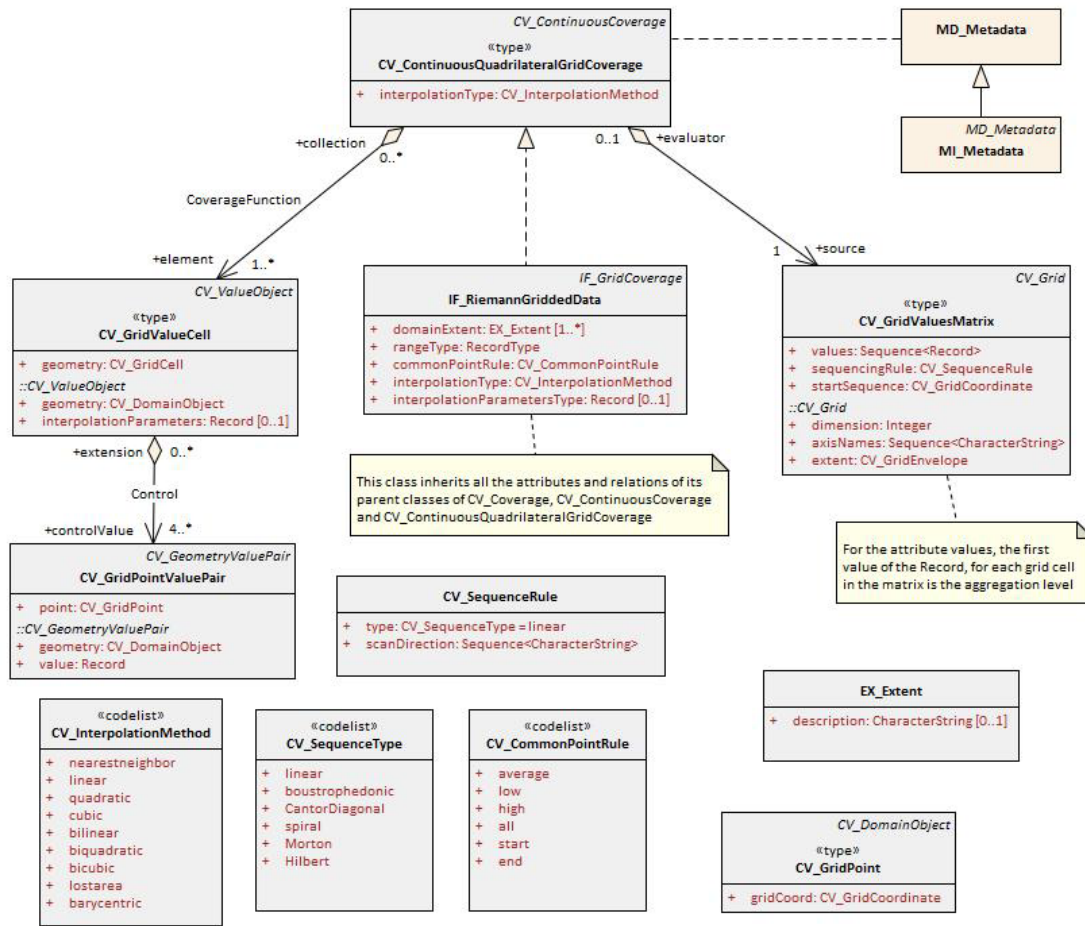 CV_ContinuousCoverage
«type»
CV_ContinuousQuadrilateralGridCoverage
+ interpolationType: CV_InterpolationMethod
MD_Metadata
MD_Metadata
MI_Metadata
+collection
0..*
0..1
+evaluator
CoverageFunction
+element
1..*
1
+source
CV_ValueObject
«type»
CV_GridValueCell
+ geometry: CV_GridCell
::CV_ValueObject
+ geometry: CV_DomainObject
+ interpolationParameters: Record [0..1]
IF_GridCoverage
IF_RiemannGriddedData
+ domainExtent: EX_Extent [1..*]
+ rangeType: RecordType
+ commonPointRule: CV_CommonPointRule
+ interpolationType: CV_InterpolationMethod
+ interpolationParametersType: Record [0..1]
CV_Grid
«type»
CV_GridValuesMatrix
+ values: Sequence<Record>
+ sequencingRule: CV_SequenceRule
+ startSequence: CV_GridCoordinate
::CV_Grid
+ dimension: Integer
+ axisNames: Sequence<CharacterString>
+ extent: CV_GridEnvelope
+extension
0..*
Control
+controlValue
4..*
This class inherits all the attributes and relations of its
parent classes of CV_Coverage, CV_ContinuousCoverage
and CV_ContinuousQuadrilateralGridCoverage
For the attribute values, the first
value of the Record, for each grid cell
in the matrix is the aggregation level
CV_GeometryValuePair
CV_GridPointValuePair
+ point: CV_GridPoint
::CV_GeometryValuePair
+ geometry: CV_DomainObject
+ value: Record
CV_SequenceRule
+ type: CV_SequenceType = linear
+ scanDirection: Sequence<CharacterString>
EX_Extent
+ description: CharacterString [0..1]
«codelist»
CV_InterpolationMethod
+ nearestneighbor
+ linear
+ quadratic
+ cubic
+ bilinear
+ biquadratic
+ bicubic
+ lostarea
+ barycentric
«codelist»
CV_SequenceType
+ linear
+ boustrophedonic
+ CantorDiagonal
+ spiral
+ Morton
+ Hilbert
«codelist»
CV_CommonPointRule
+ average
+ low
+ high
+ all
+ start
+ end
CV_DomainObject
«type»
CV_GridPoint
+ gridCoord: CV_GridCoordinate